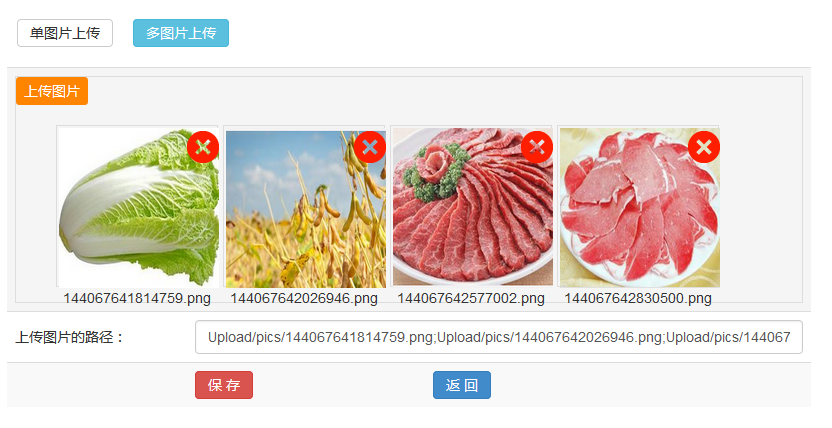 单图片上传 多图片上传
上传图片
144067641814759.png 144067642026946.png 144067642577002.png 144067642830500.png
上传图片的路径： Upload/pics/144067641814759.png;Upload/pics/144067642026946.png;Upload/pics/144067
保 存 返 回